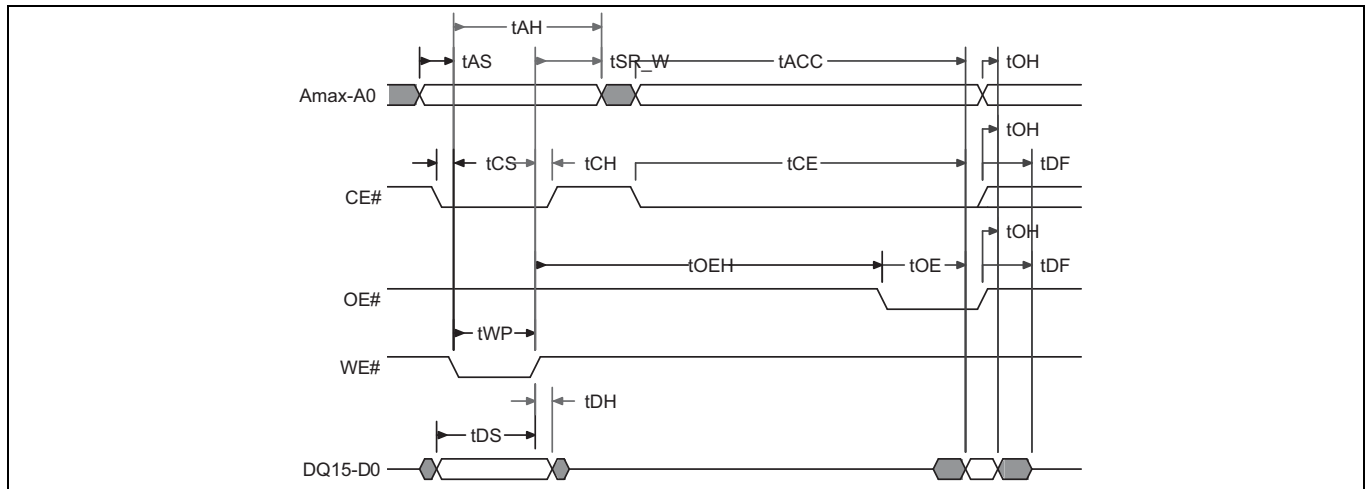 tAH
tAS
tSR_W
tACC
tOH
Amax-A0
tOH
tCS
tCH
tCE
tDF
CE#
tOH
tOEH
tOE
tDF
OE#
tWP
WE#
tDH
tDS
DQ15-D0